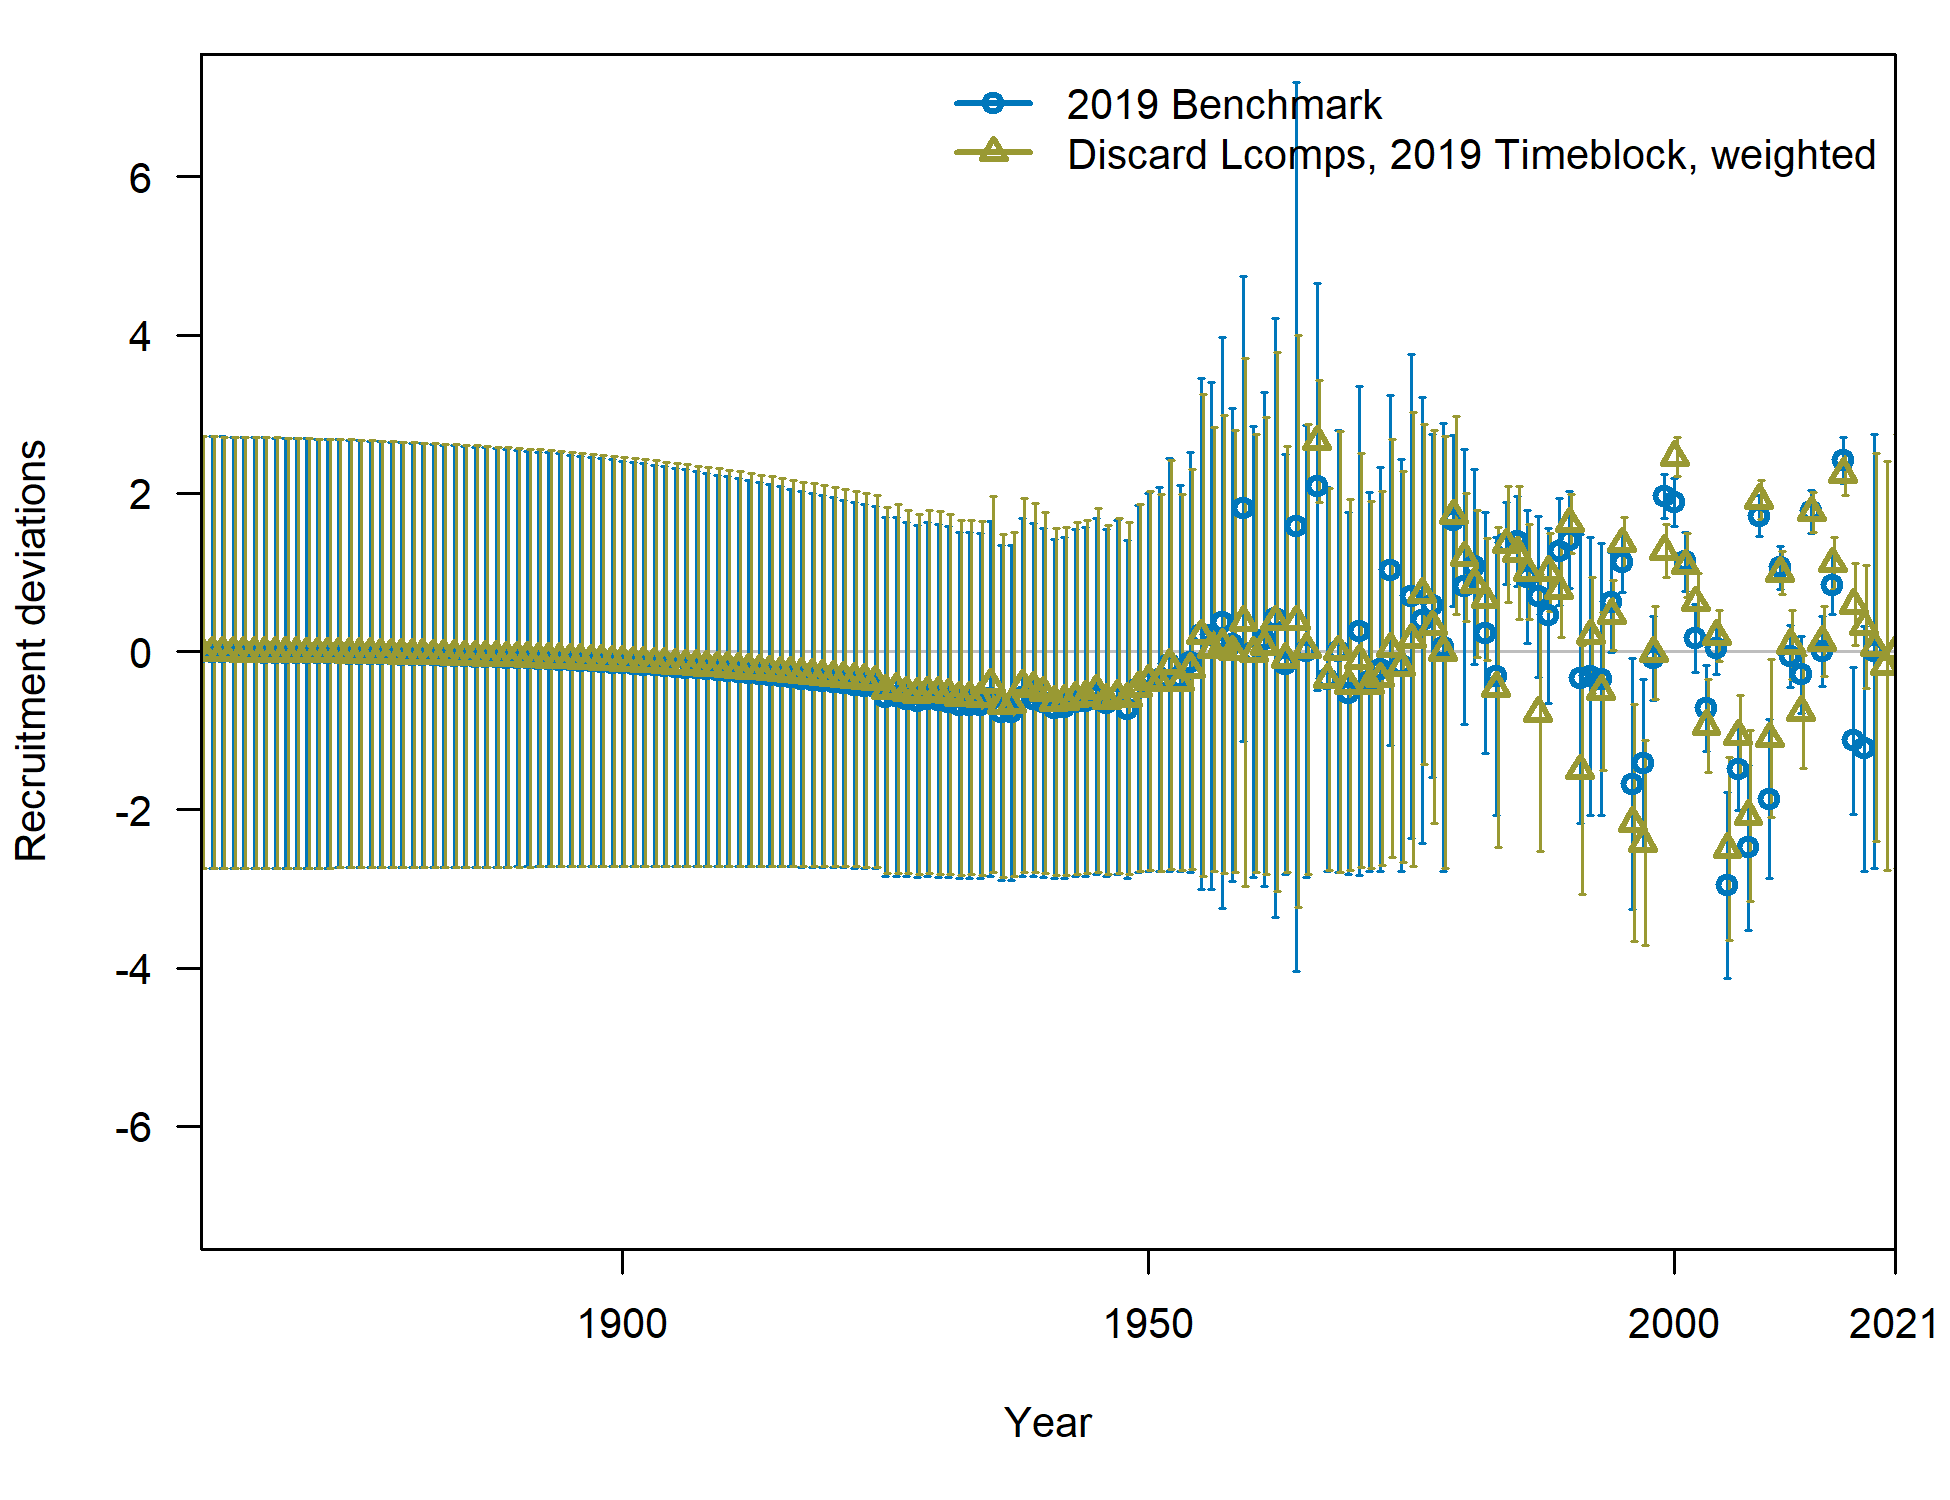 2019 Benchmark
Discard Lcomps, 2019 Timeblock, weighted
Recruitment deviations
6
4
2
0
-2
-4
-6
1900
1950
2000
2021
Year